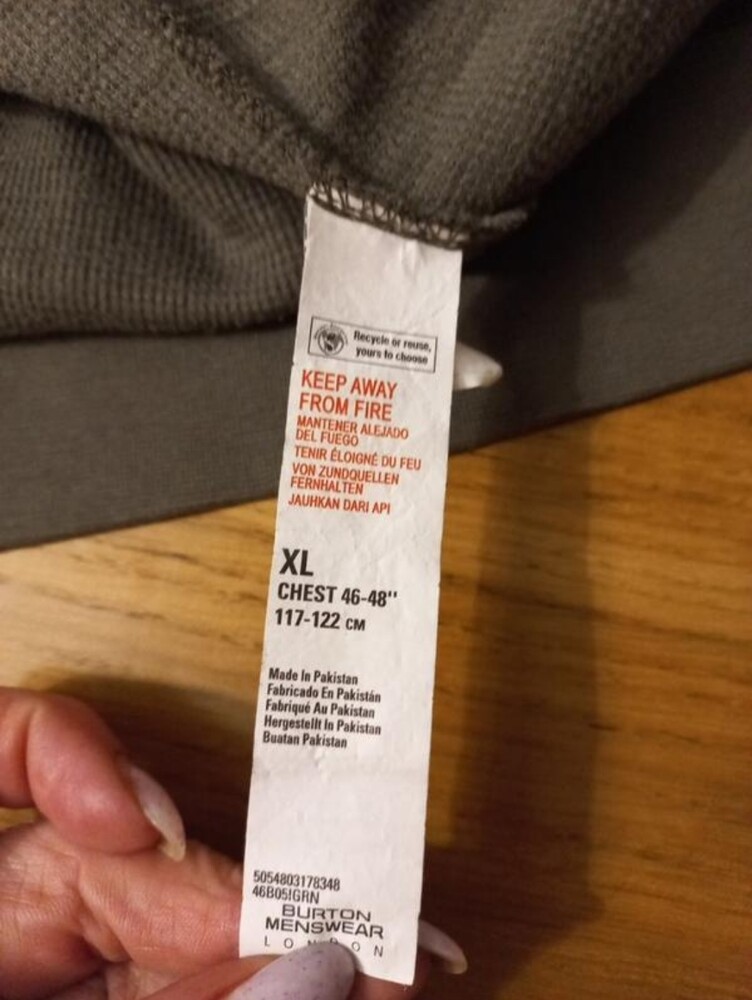 Recycle or reuse,
yours to choose
KEEP AWAY
FROM FIRE
MANTENER ALEJADO
DEL FUEGO
TENIR ÉLOIGNÉ DU FEU
VON ZUNDQUELLEN
FERNHALTEN
JAUHKAN DARI API
XL
CHEST 46-48"
117-122 CM
Made In Pakistan
Fabricado En Pakistán
Fabriqué Au Pakistan
Hergestellt In Pakistan
Buatan Pakistan
5054803178348
46B05IGRN
BURTON
MENSWEAR
LONDON